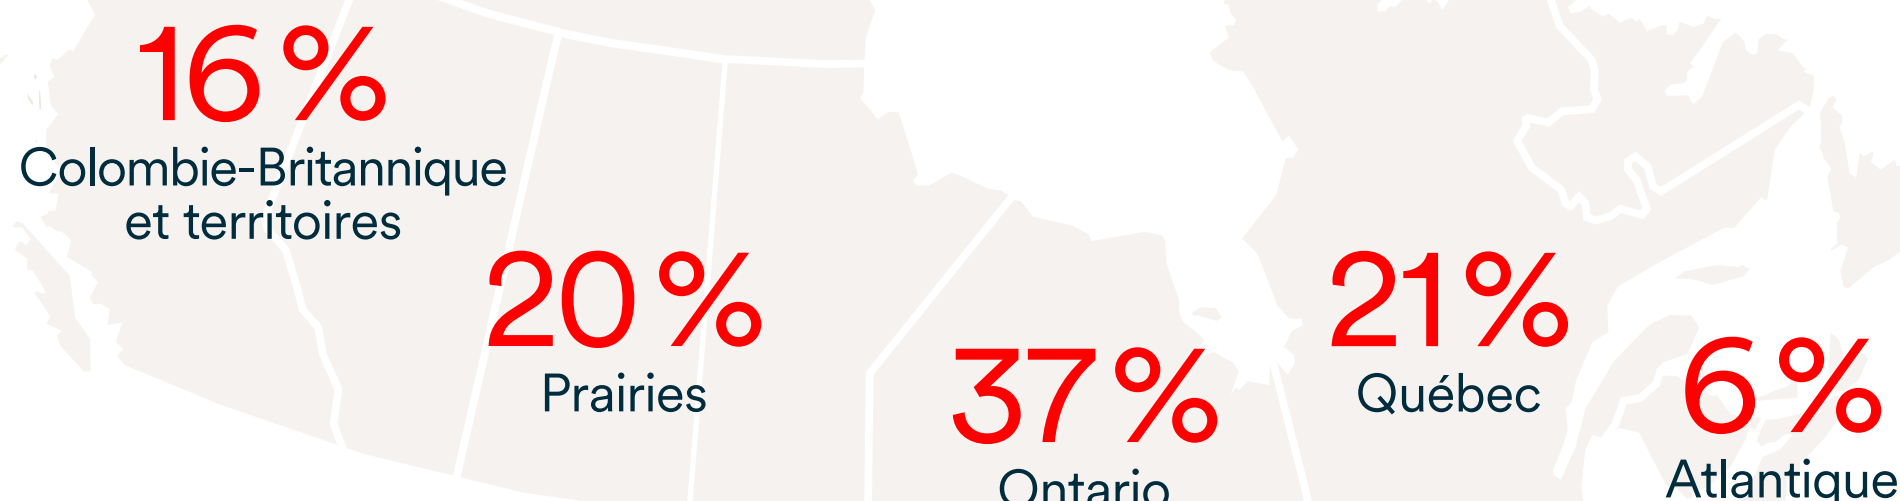 16 %
Colombie-Britannique
et territoires
20 %
Prairies
37 %
Ontario
21 %
Québec
6 %
Atlantique